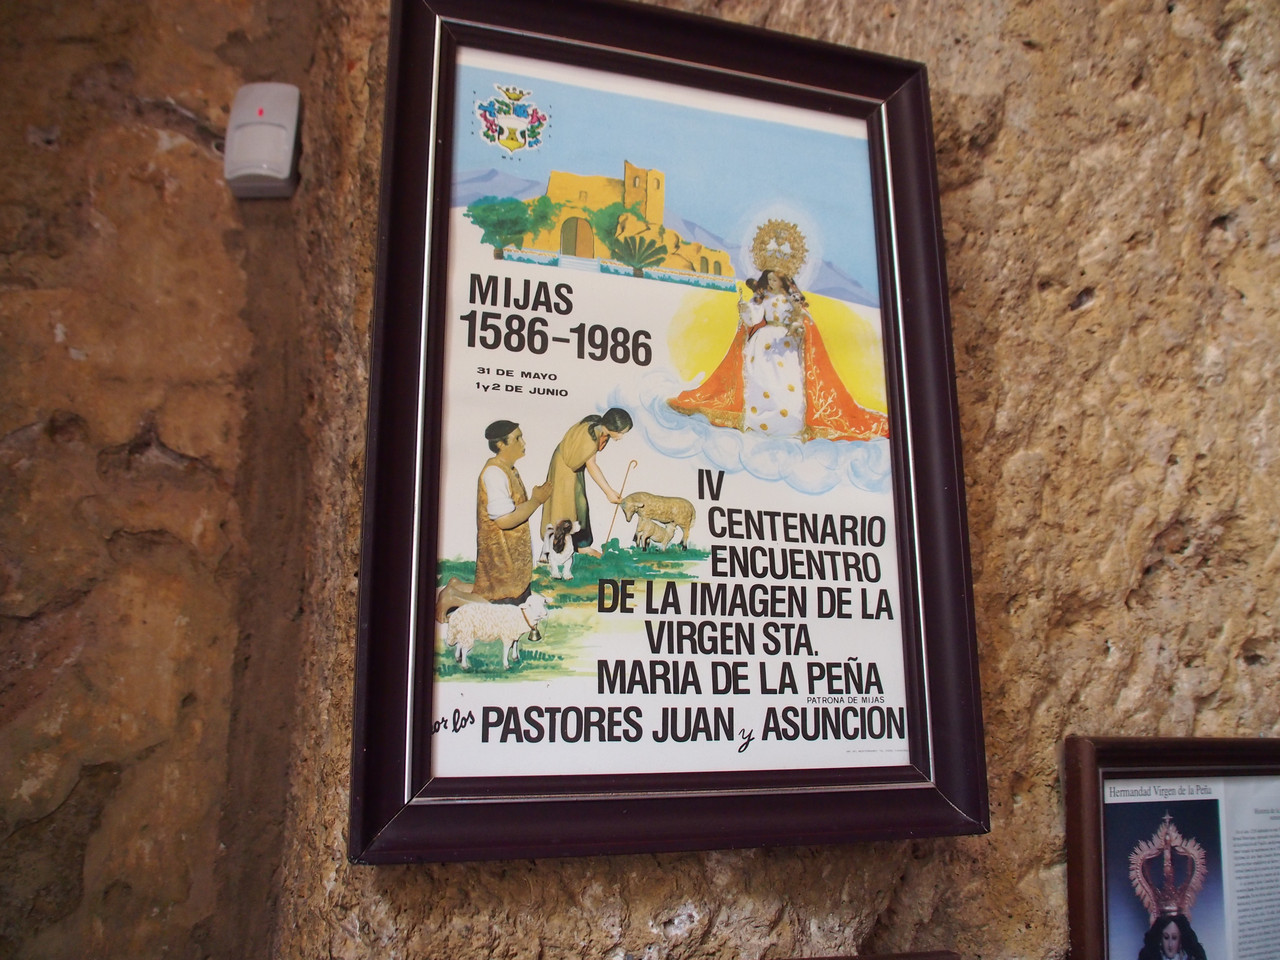 MIJAS
1586-1986
31 DE MAYO
1 y 2 DE JUNIO
IV
CENTENARIO
ENCUENTRO
DE LA IMAGEN DE LA
VIRGEN STA.
MARIA DE LA PEÑA
PATRONA DE MIJAS
los PASTORES JUAN y ASUNCION
Hermandad Virgen de la Peña